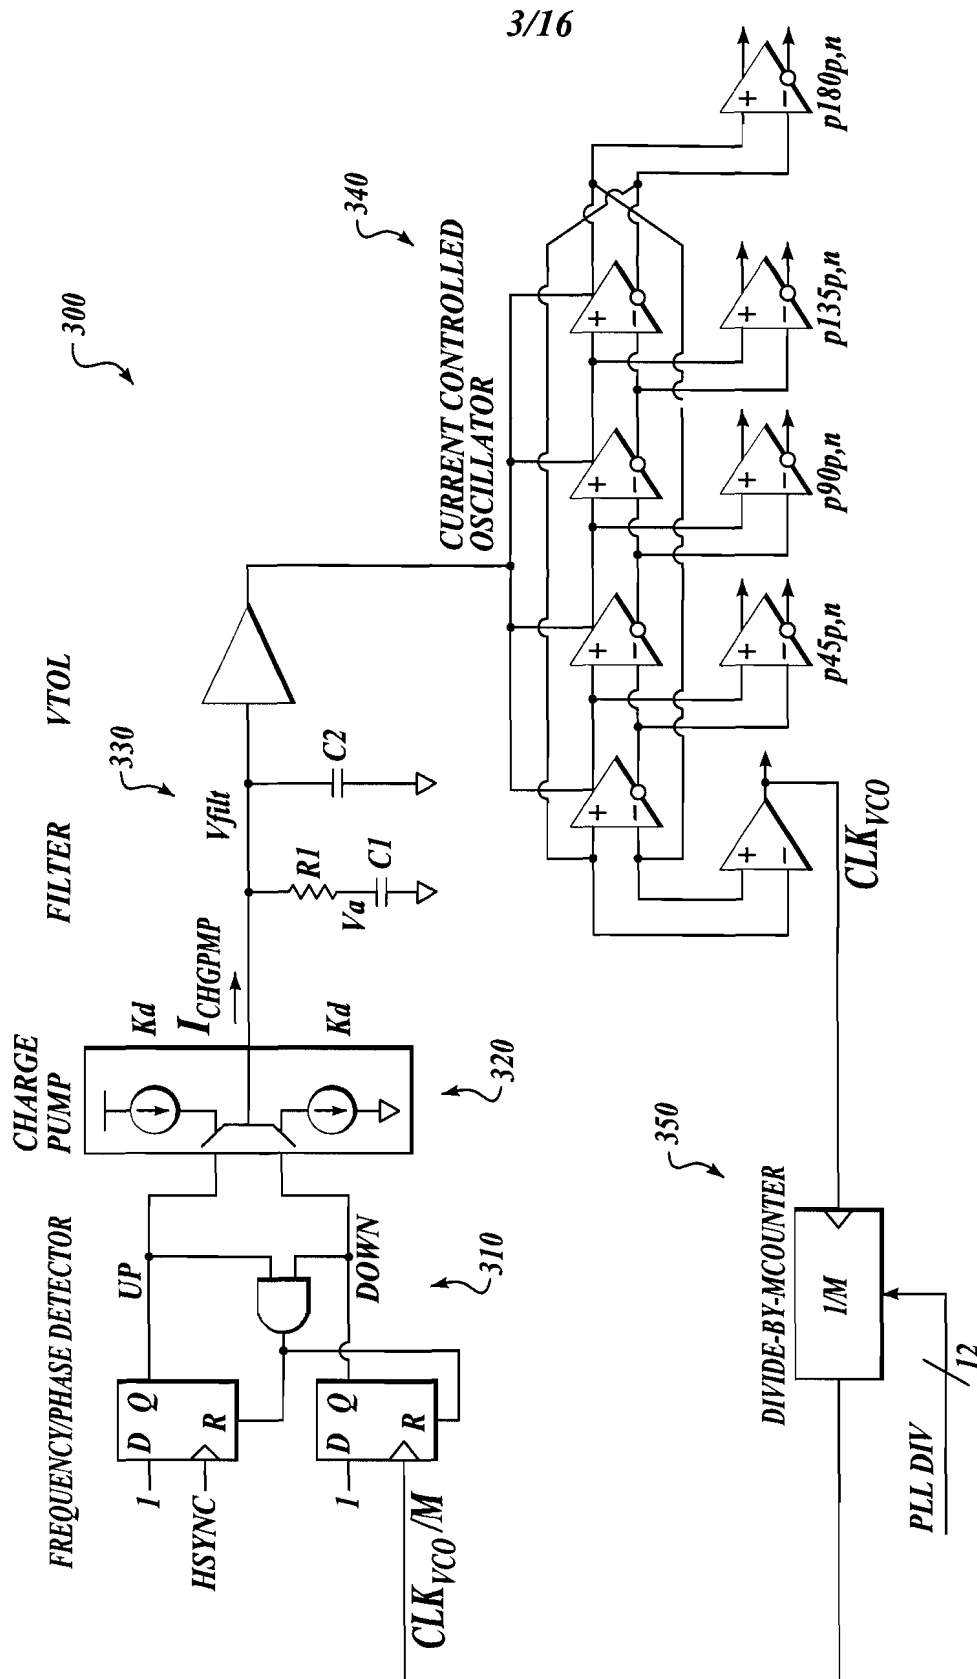 3/16
300
FREQUENCY/PHASE DETECTOR
CHARGE
PUMP
FILTER
VTOL
1
D
Q
R
HSYNC
UP
1
D
Q
R
DOWN
CLKVCO/M
310
Kd
ICHGPMP
Kd
320
Vfilt
330
R1
Va
C1
C2
CURRENT CONTROLLED
OSCILLATOR
340
+
−
+
−
+
−
+
−
+
−
+
−
+
−
+
−
+
−
CLKVCO
p45p,n
p90p,n
p135p,n
p180p,n
350
DIVIDE-BY-MCOUNTER
1/M
PLL DIV
12